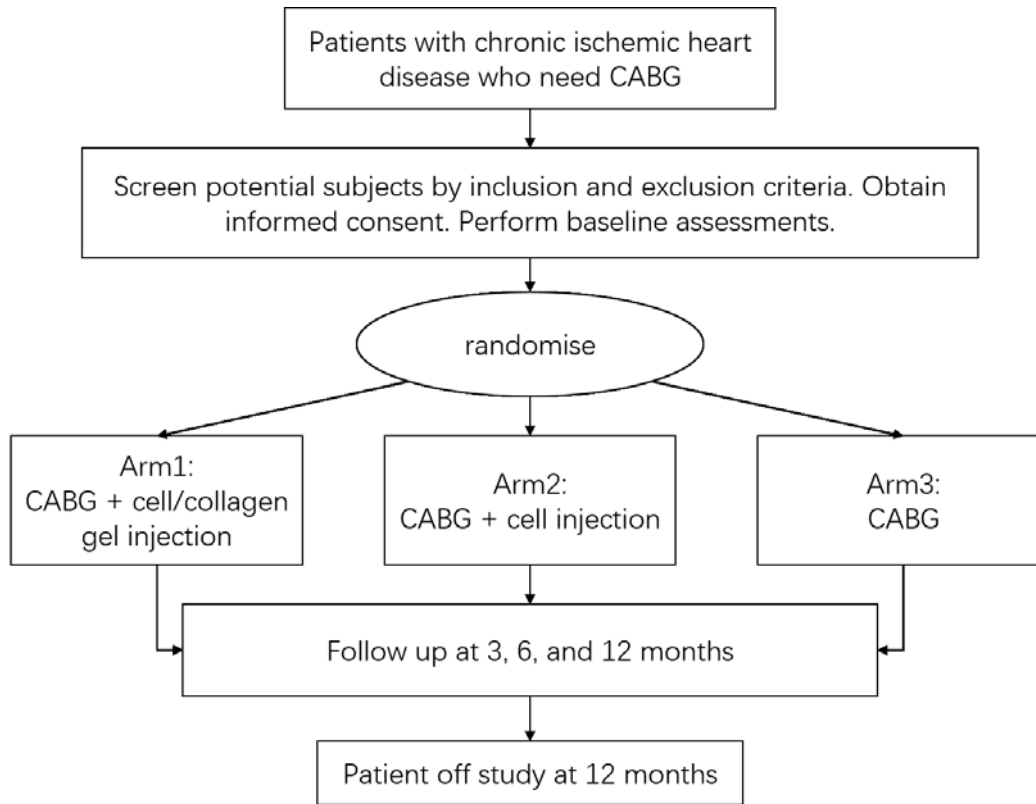 Patients with chronic ischemic heart
disease who need CABG
Screen potential subjects by inclusion and exclusion criteria. Obtain
informed consent. Perform baseline assessments.
randomise
Arm1:
CABG + cell/collagen
gel injection
Arm2:
CABG + cell injection
Arm3:
CABG
Follow up at 3, 6, and 12 months
Patient off study at 12 months